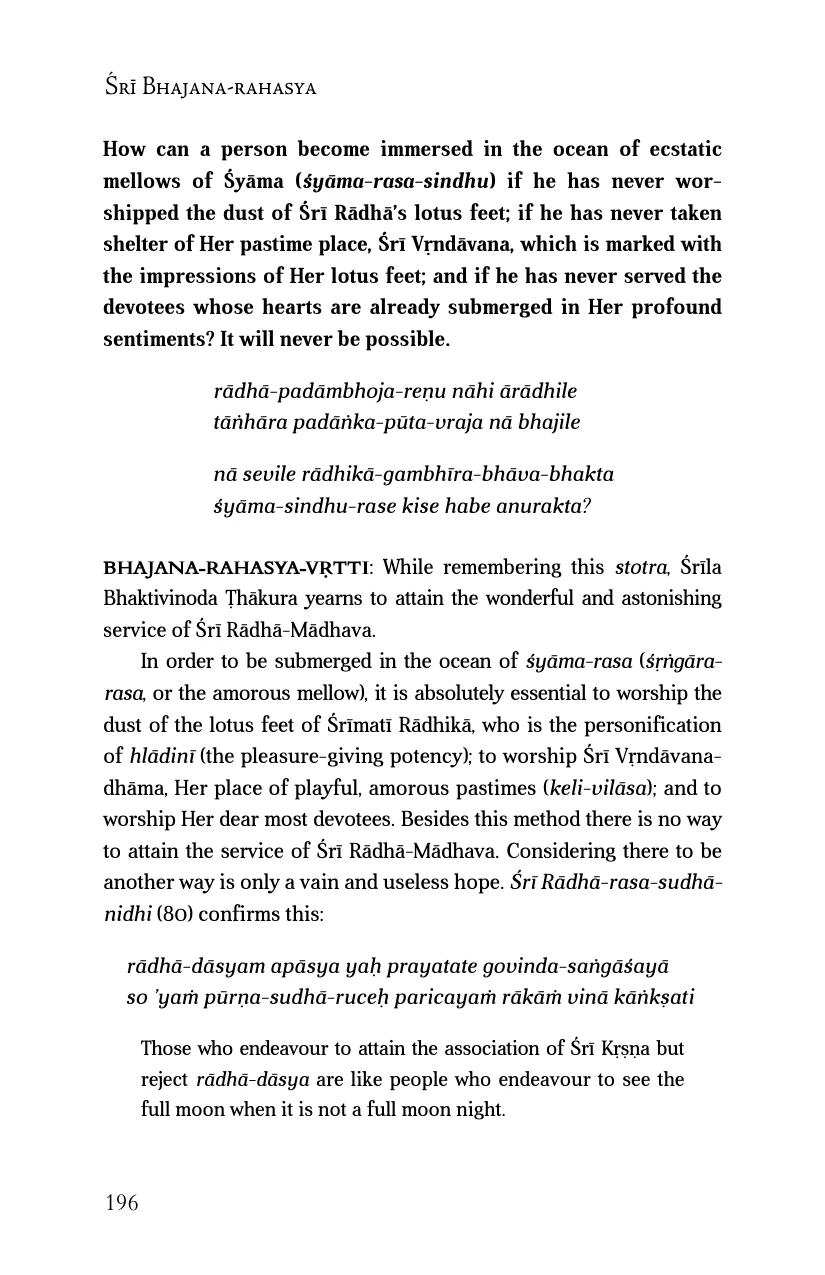 Śrī Bhajana-rahasya
How can a person become immersed in the ocean of ecstatic
mellows of Śyāma (śyāma-rasa-sindhu) if he has never wor-
shipped the dust of Śrī Rādhā’s lotus feet; if he has never taken
shelter of Her pastime place, Śrī Vṛndāvana, which is marked with
the impressions of Her lotus feet; and if he has never served the
devotees whose hearts are already submerged in Her profound
sentiments? It will never be possible.
rādhā-padāmbhoja-reṇu nāhi ārādhile
tāṅhāra padāṅka-pūta-vraja nā bhajile
nā sevile rādhikā-gambhīra-bhāva-bhakta
śyāma-sindhu-rase kise habe anurakta?
BHAJANA-RAHASYA-VṚTTI: While remembering this stotra, Śrīla
Bhaktivinoda Ṭhākura yearns to attain the wonderful and astonishing
service of Śrī Rādhā-Mādhava.
In order to be submerged in the ocean of śyāma-rasa (śṛṅgāra-
rasa, or the amorous mellow), it is absolutely essential to worship the
dust of the lotus feet of Śrīmatī Rādhikā, who is the personification
of hlādinī (the pleasure-giving potency); to worship Śrī Vṛndāvana-
dhāma, Her place of playful, amorous pastimes (keli-vilāsa); and to
worship Her dear most devotees. Besides this method there is no way
to attain the service of Śrī Rādhā-Mādhava. Considering there to be
another way is only a vain and useless hope. Śrī Rādhā-rasa-sudhā-
nidhi (80) confirms this:
rādhā-dāsyam apāsya yaḥ prayatate govinda-saṅgāśayā
so ’yaṁ pūrṇa-sudhā-ruceḥ paricayaṁ rākāṁ vinā kāṅkṣati
Those who endeavour to attain the association of Śrī Kṛṣṇa but
reject rādhā-dāsya are like people who endeavour to see the
full moon when it is not a full moon night.
196